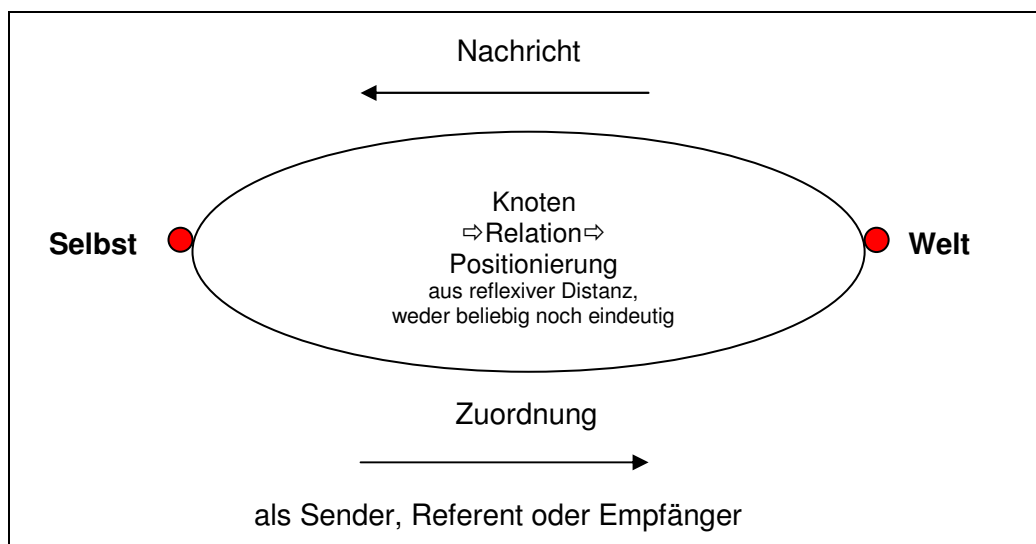 Nachricht
Knoten
⇨Relation⇨
Positionierung
aus reflexiver Distanz,
weder beliebig noch eindeutig
Selbst
Welt
Zuordnung
als Sender, Referent oder Empfänger